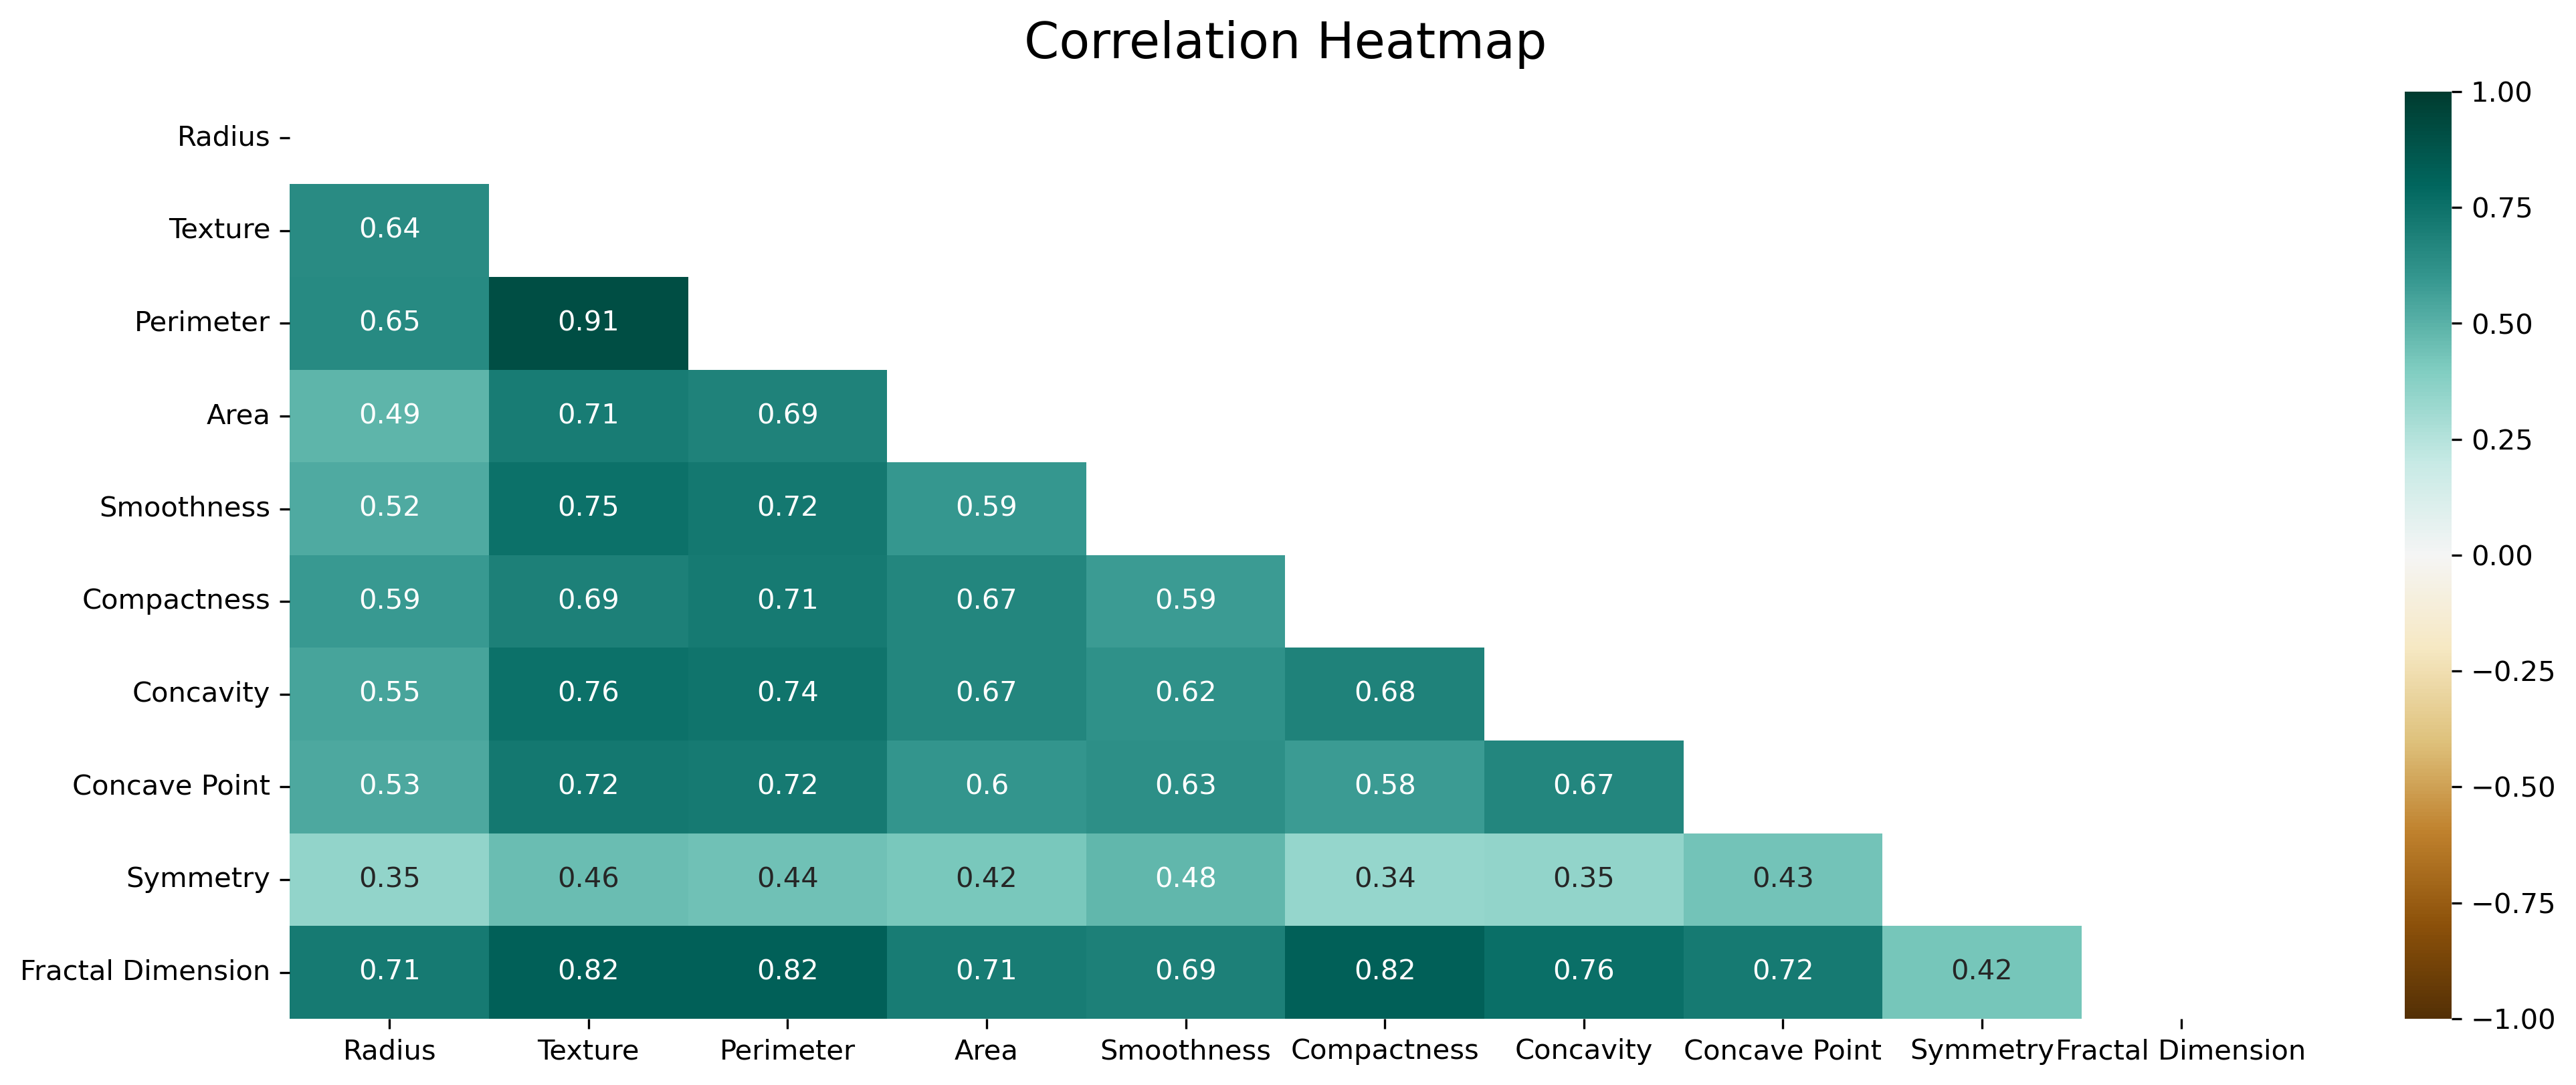 Correlation Heatmap
1.00
Radius
0.75
Texture 0.64
0.50
Perimeter 0.65 0.91
0.25
Area 0.49 0.71 0.69
Smoothness 0.52 0.75 0.72 0.59
0.00
Compactness 0.59 0.69 0.71 0.67 0.59
−0.25
Concavity 0.55 0.76 0.74 0.67 0.62 0.68
−0.50
Concave Point 0.53 0.72 0.72 0.6 0.63 0.58 0.67
Symmetry 0.35 0.46 0.44 0.42 0.48 0.34 0.35 0.43
−0.75
Fractal Dimension 0.71 0.82 0.82 0.71 0.69 0.82 0.76 0.72 0.42
−1.00
Radius Texture Perimeter Area Smoothness Compactness Concavity Concave Point Symmetry Fractal Dimension